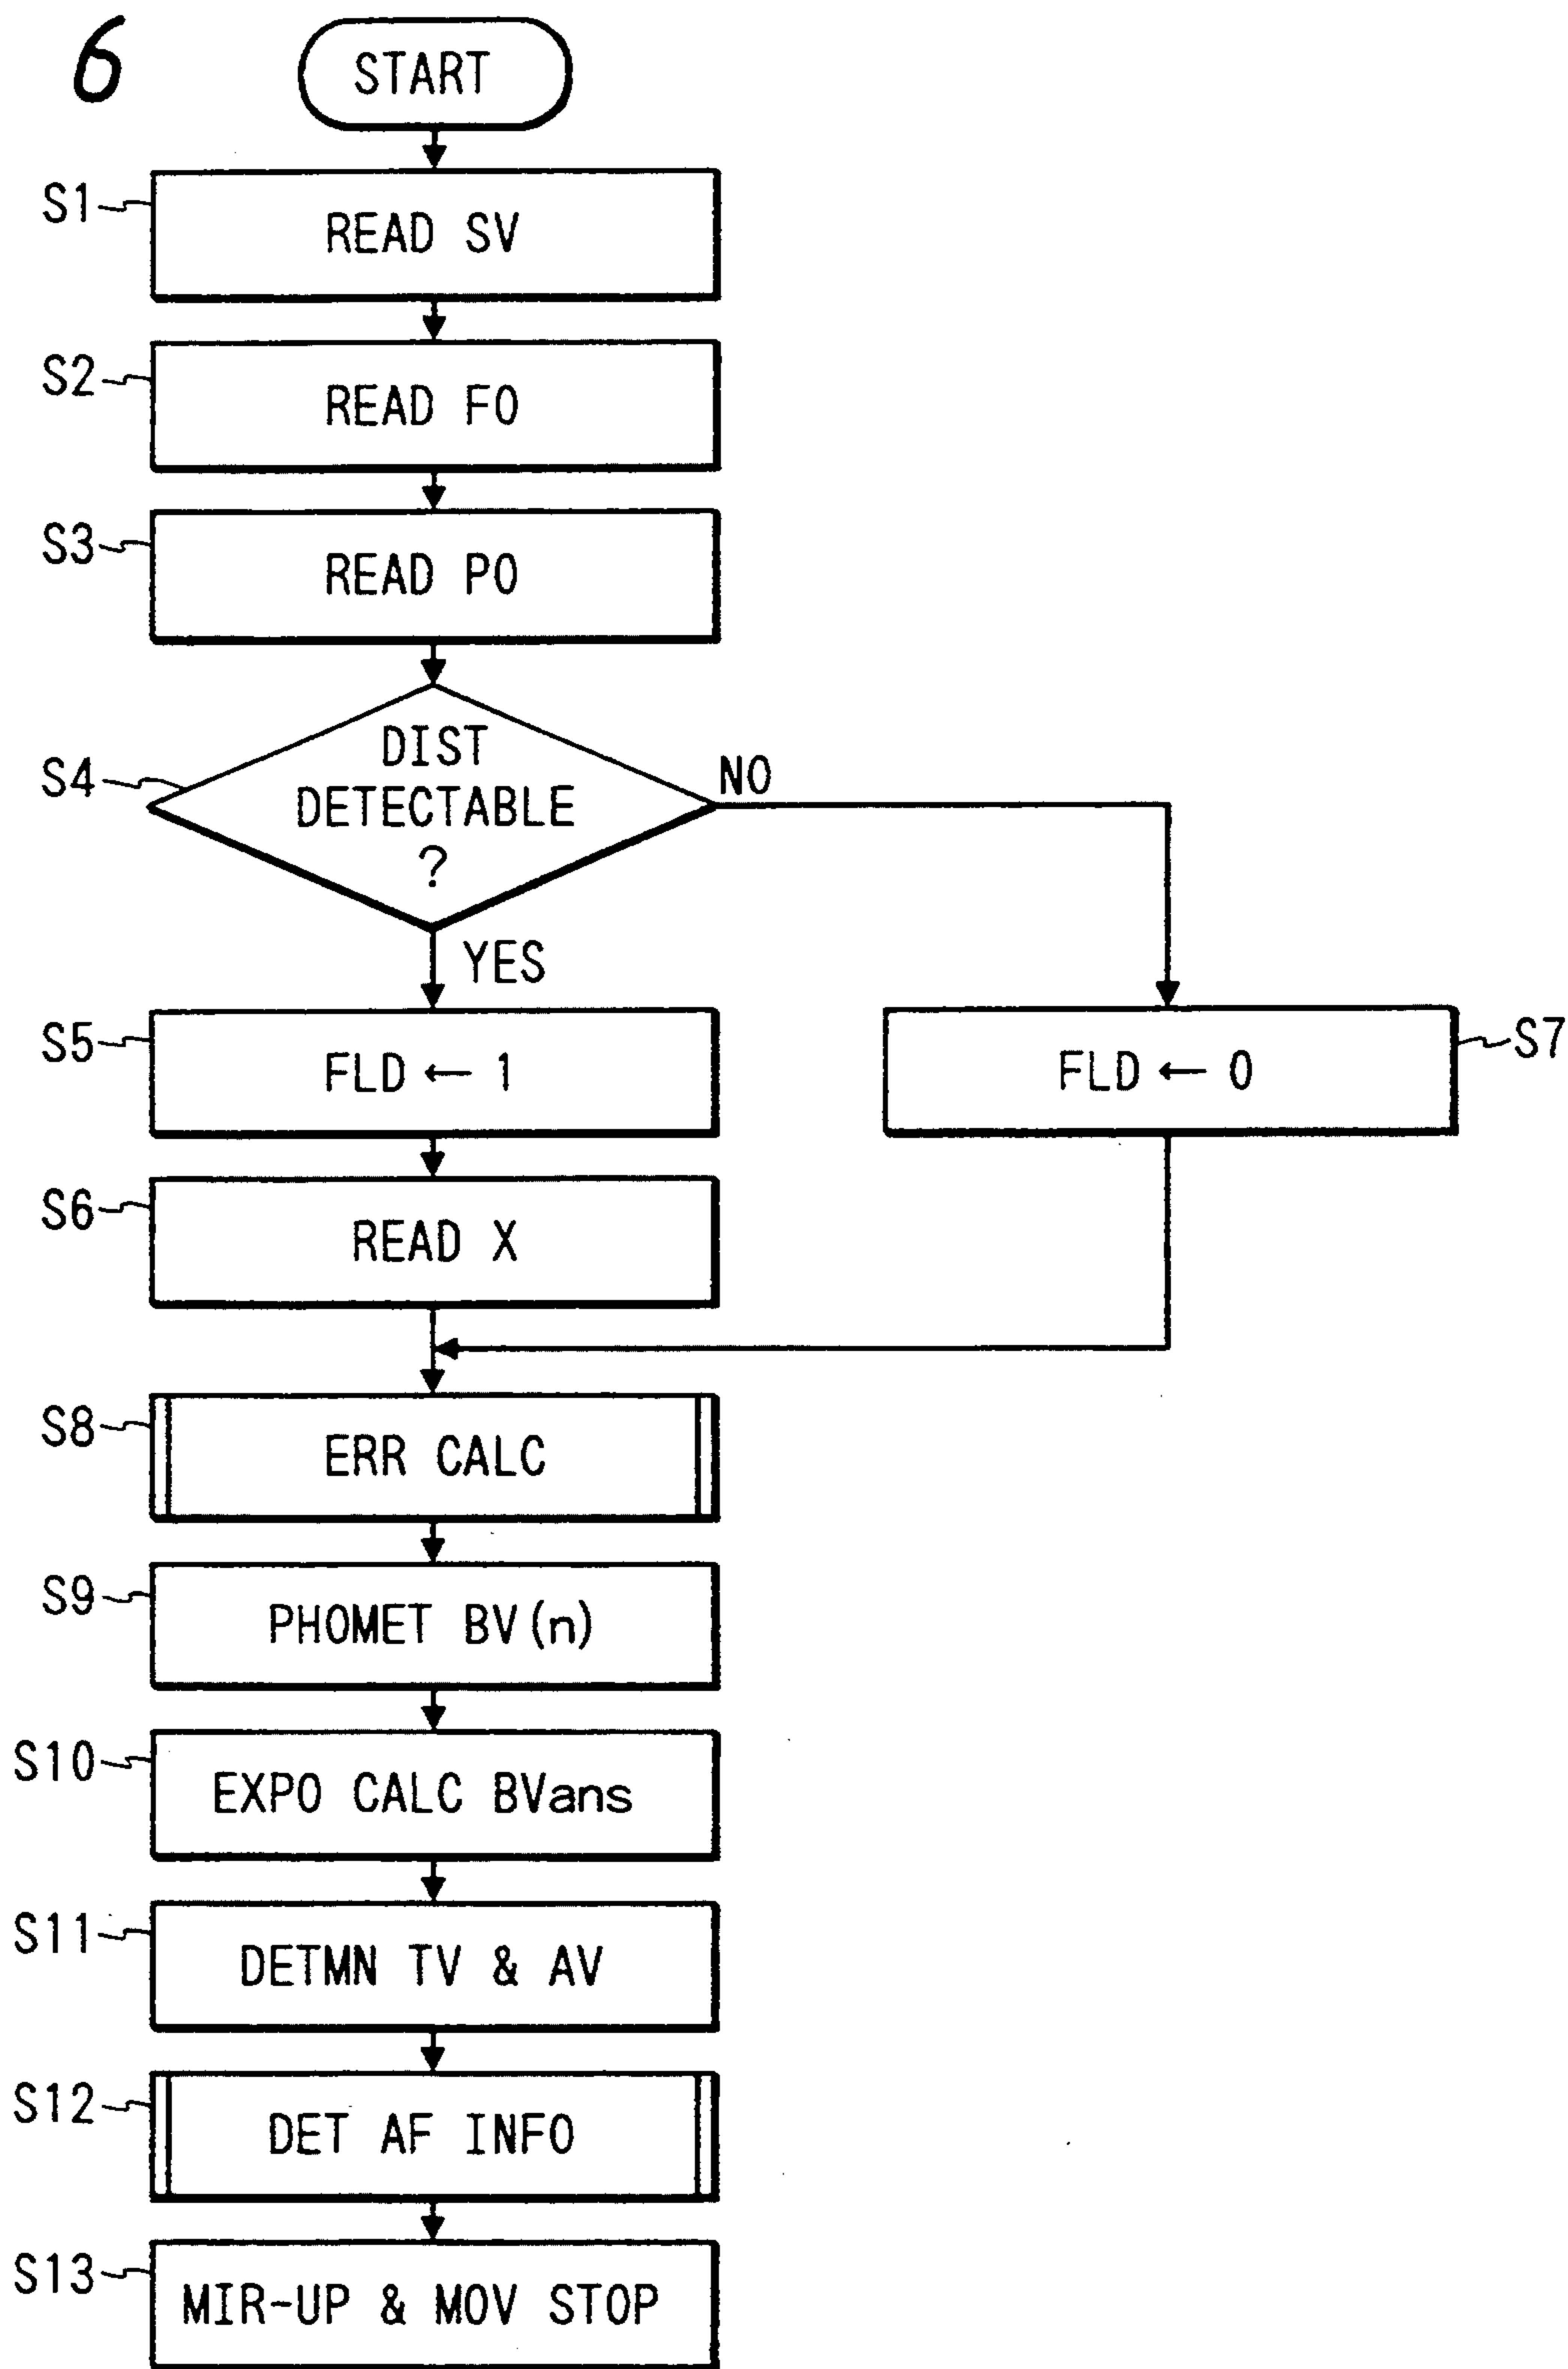 6
START
S1
READ SV
S2
READ F0
S3
READ P0
S4
DIST
DETECTABLE
?
NO
YES
S5
FLD ← 1
S7
FLD ← 0
S6
READ X
S8
ERR CALC
S9
PHOMET BV(n)
S10
EXPO CALC BVans
S11
DETMN TV & AV
S12
DET AF INFO
S13
MIR-UP & MOV STOP